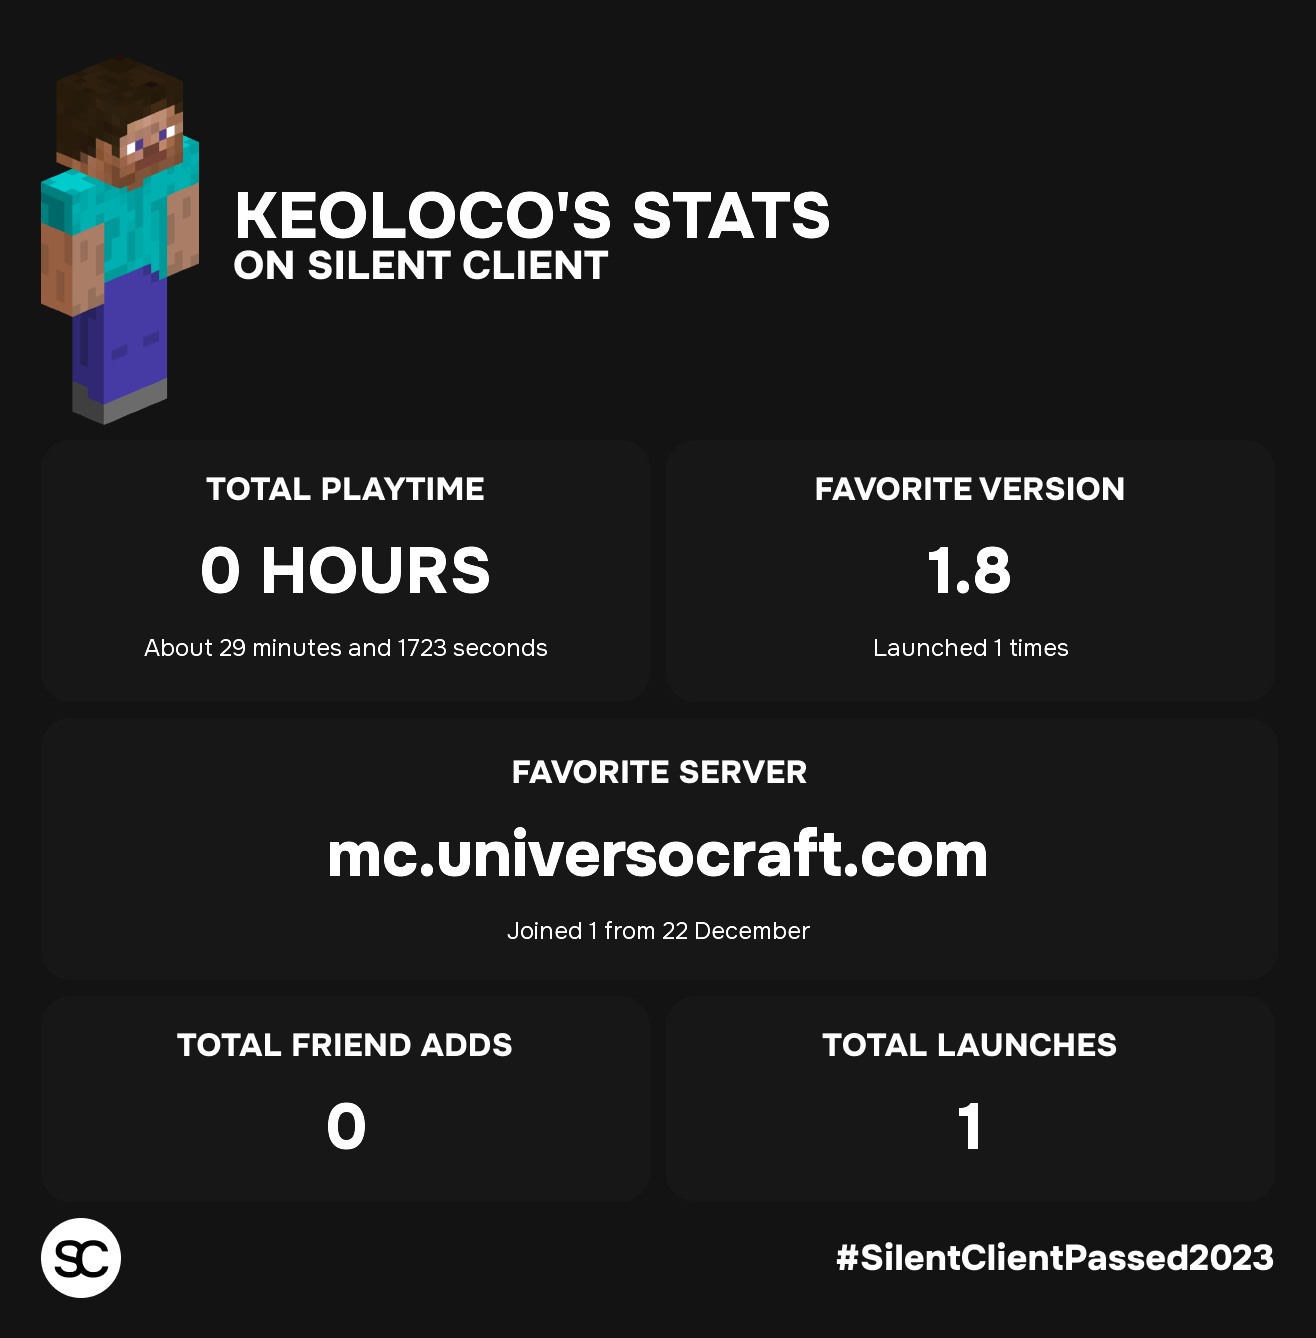 KEOLOCO'S STATS
ON SILENT CLIENT
TOTAL PLAYTIME
0 HOURS
About 29 minutes and 1723 seconds
FAVORITE VERSION
1.8
Launched 1 times
FAVORITE SERVER
mc.universocraft.com
Joined 1 from 22 December
TOTAL FRIEND ADDS
0
TOTAL LAUNCHES
1
SC
#SilentClientPassed2023